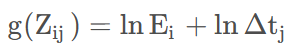 g(Z_ij) = ln E_i + ln Δt_j